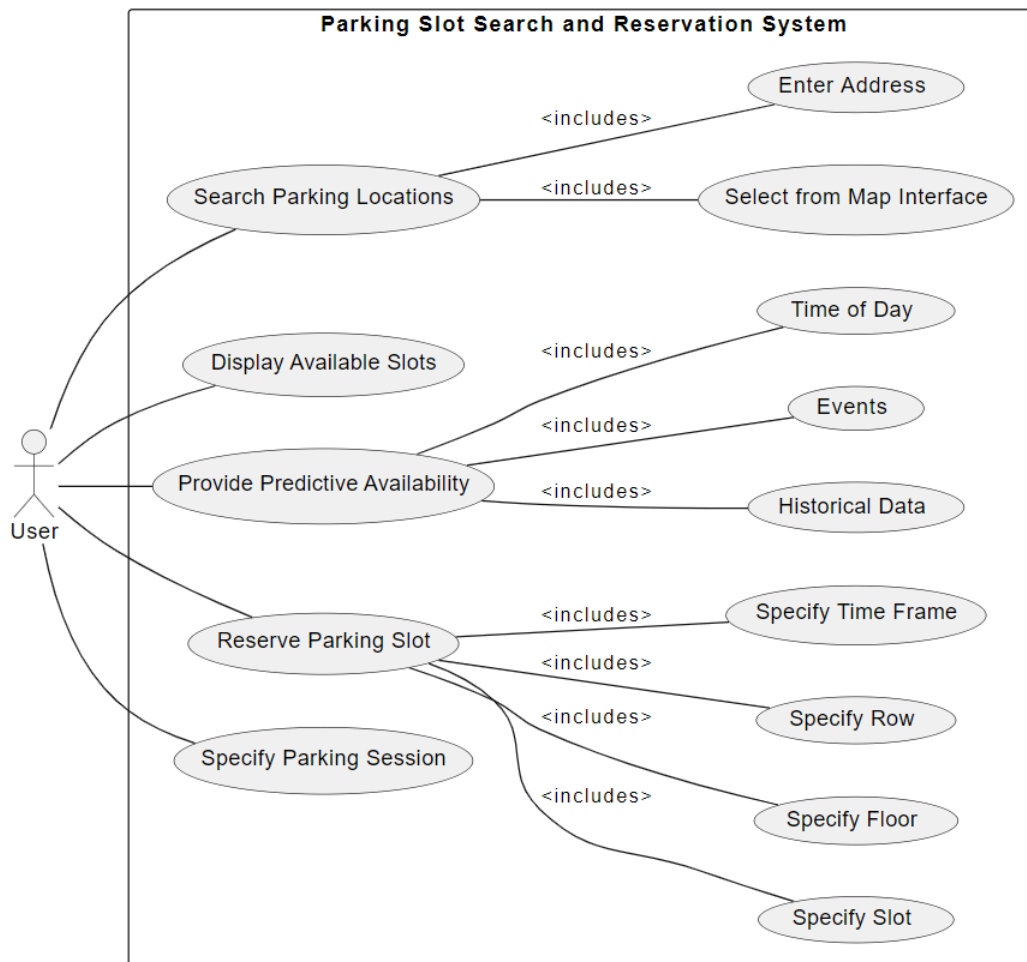 Parking Slot Search and Reservation System
Enter Address
<includes>
Search Parking Locations
<includes>
Select from Map Interface
Time of Day
<includes>
Display Available Slots
Events
<includes>
Provide Predictive Availability
<includes>
Historical Data
User
Specify Time Frame
<includes>
Reserve Parking Slot
<includes>
Specify Row
<includes>
Specify Parking Session
<includes>
Specify Floor
Specify Slot